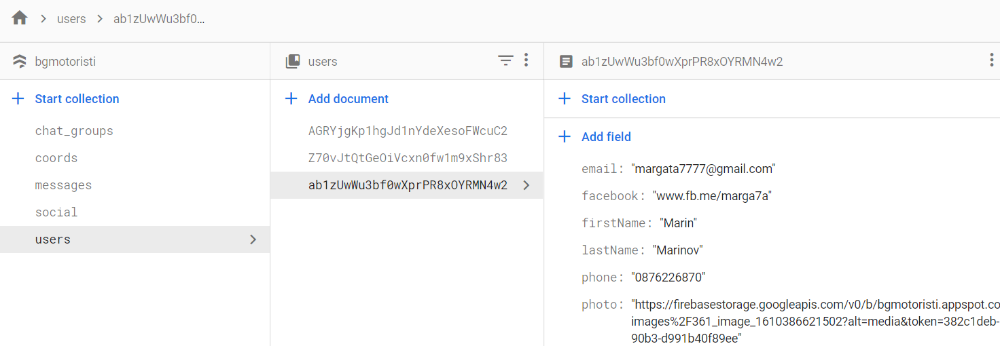 users
ab1zUwWu3bf0…
bgmotoristi
Start collection
chat_groups
coords
messages
social
users
users
Add document
AGRYjgKp1hgJd1nYdeXesoFWcuC2
Z70vJtQtGeOiVcxn0fw1m9xShr83
ab1zUwWu3bf0wXprPR8xOYRMN4w2
ab1zUwWu3bf0wXprPR8xOYRMN4w2
Start collection
Add field
email: "margata7777@gmail.com"
facebook: "www.fb.me/marga7a"
firstName: "Marin"
lastName: "Marinov"
phone: "0876226870"
photo: "https://firebasestorage.googleapis.com/v0/b/bgmotoristi.appspot.co
images%2F361_image_1610386621502?alt=media&token=382c1deb-
90b3-d991b40f89ee"